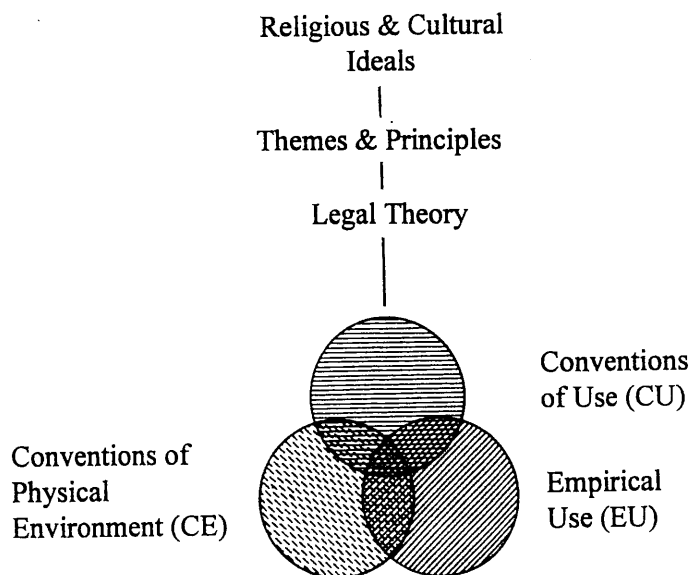 Religious & Cultural
Ideals
Themes & Principles
Legal Theory
Conventions
of Use (CU)
Conventions of
Physical
Environment (CE)
Empirical
Use (EU)